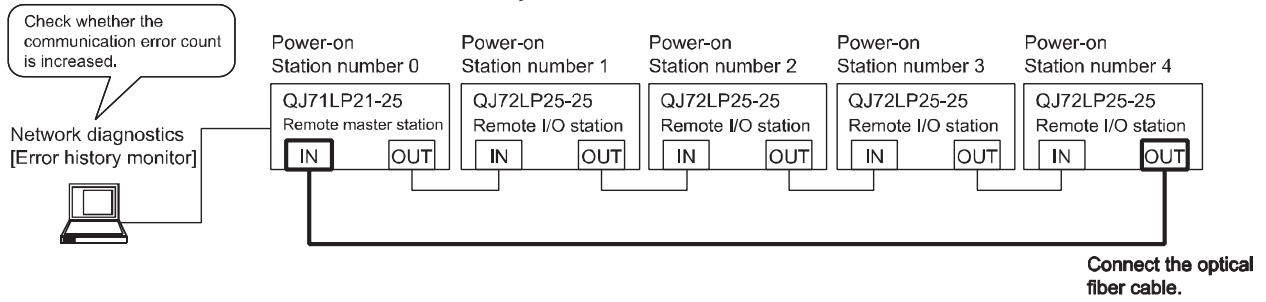 Check whether the
communication error count
is increased.
Power-on
Station number 0
Power-on
Station number 1
Power-on
Station number 2
Power-on
Station number 3
Power-on
Station number 4
QJ71LP21-25
Remote master station
IN OUT
QJ72LP25-25
Remote I/O station
IN OUT
QJ72LP25-25
Remote I/O station
IN OUT
QJ72LP25-25
Remote I/O station
IN OUT
QJ72LP25-25
Remote I/O station
IN OUT
Network diagnostics
[Error history monitor]
Connect the optical
fiber cable.